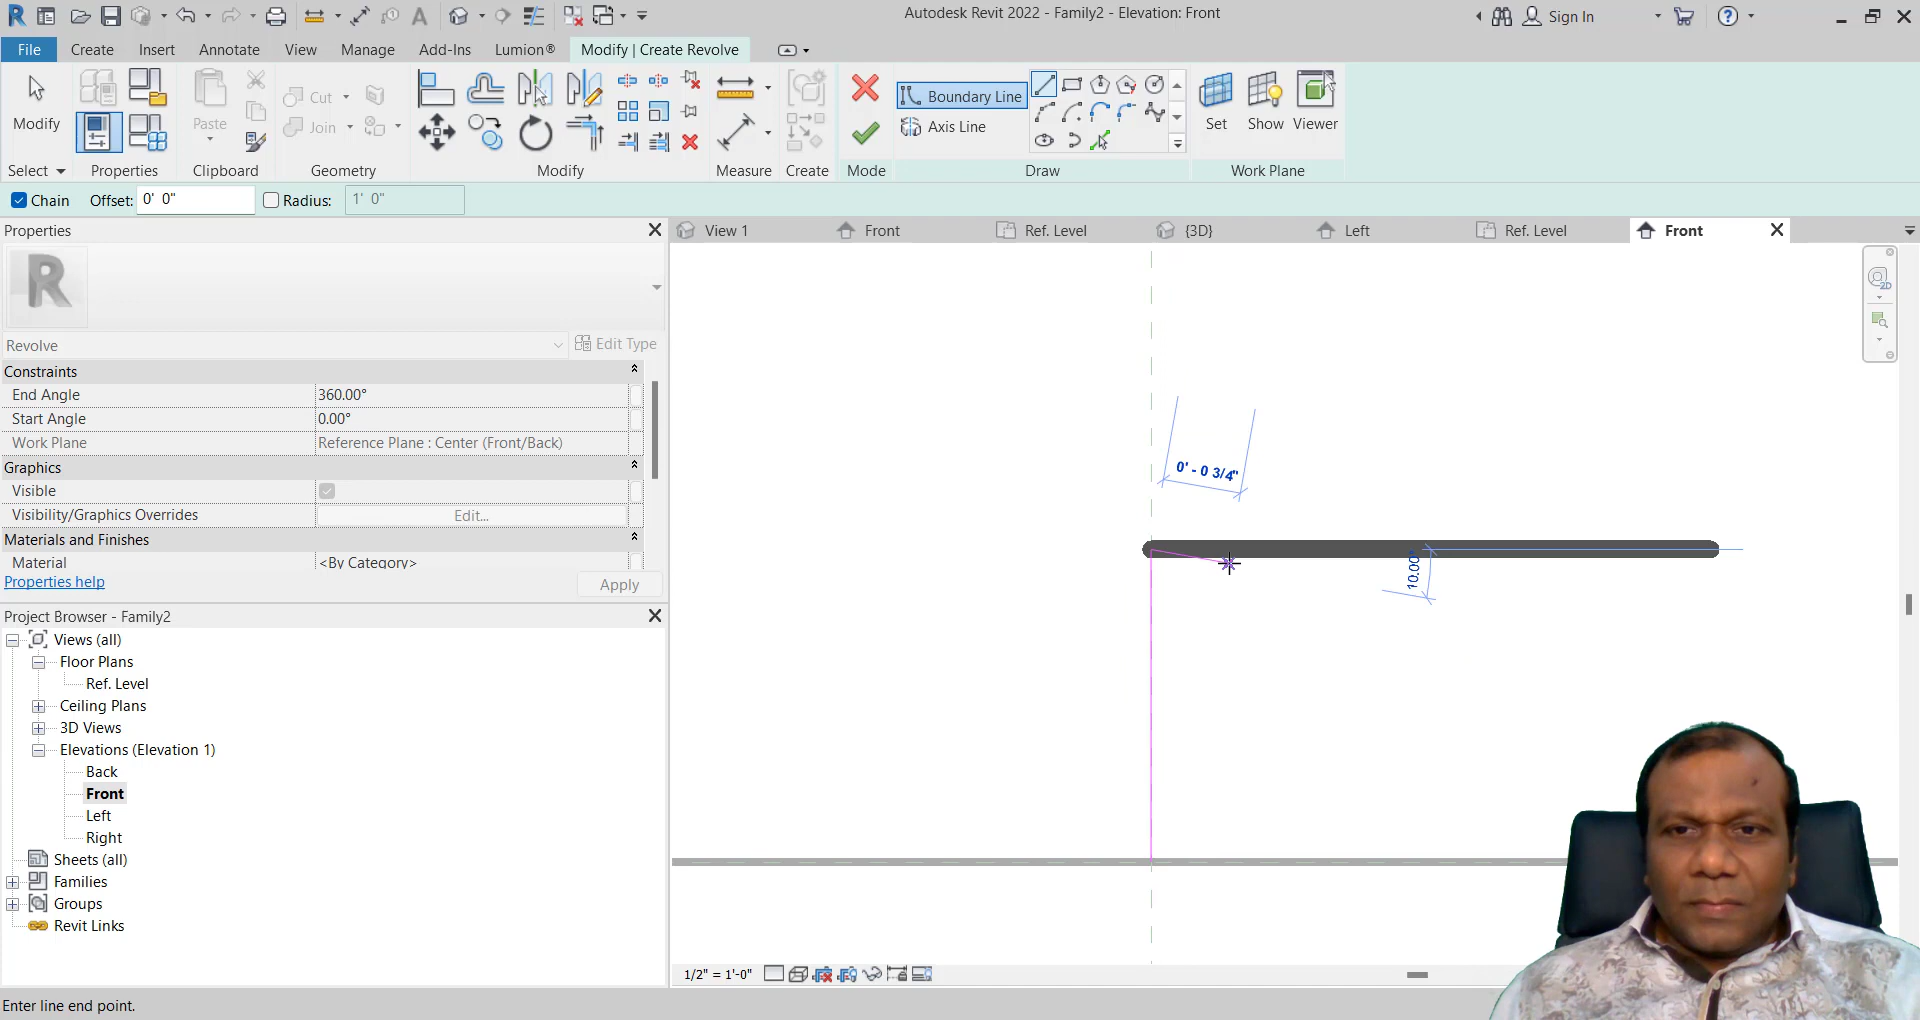 Autodesk Revit 2022 - Family2 - Elevation: Front
Sign In
File Create Insert Annotate View Manage Add-Ins Lumion® Modify | Create Revolve
Modify
Paste
Cut
Join
Boundary Line
Axis Line
Set Show Viewer
Select Properties Clipboard Geometry Modify Measure Create Mode Draw Work Plane
Chain Offset: 0' 0" Radius: 1' 0"
Properties
View 1 Front Ref. Level {3D} Left Ref. Level Front
R
2D
Revolve Edit Type
Constraints
End Angle 360.00°
Start Angle 0.00°
Work Plane Reference Plane : Center (Front/Back)
Graphics
Visible
Visibility/Graphics Overrides Edit...
Materials and Finishes
Material <By Category>
Properties help Apply
0' - 0 3/4"
10.00°
Project Browser - Family2
Views (all)
Floor Plans
Ref. Level
Ceiling Plans
3D Views
Elevations (Elevation 1)
Back
Front
Left
Right
Sheets (all)
Families
Groups
Revit Links
1/2" = 1'-0"
Enter line end point.